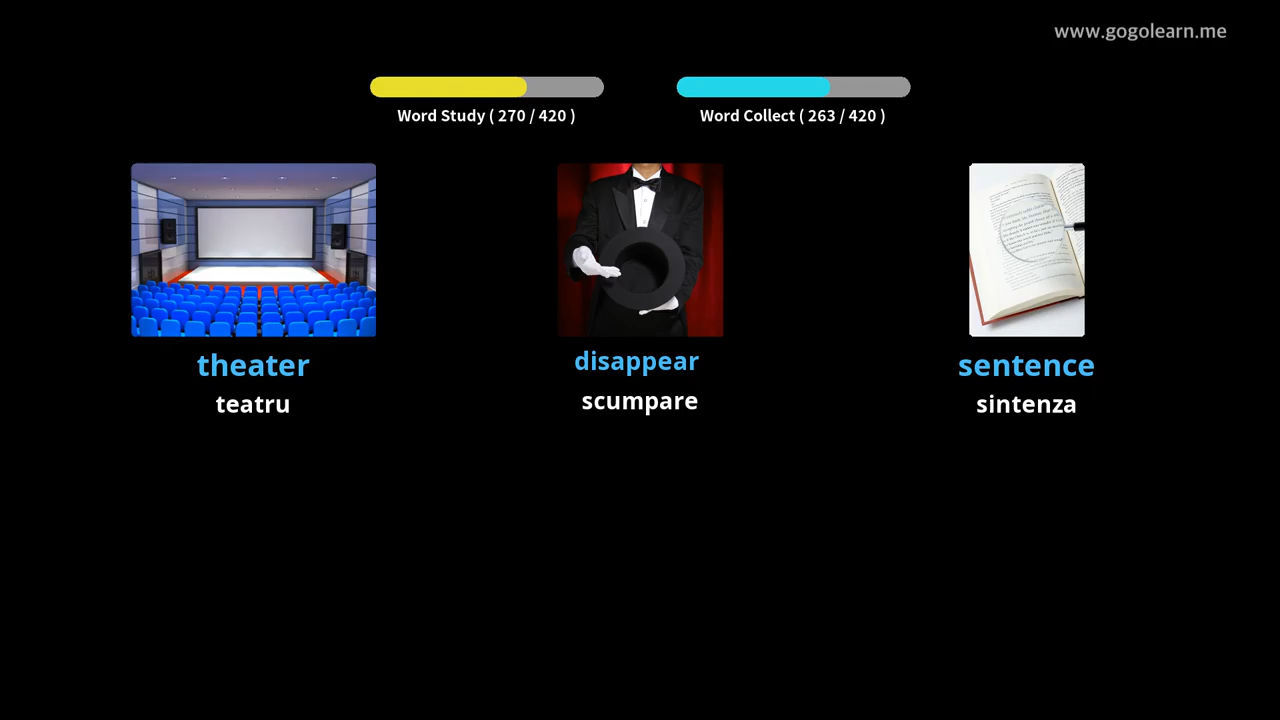 www.gogolearn.me
Word Study ( 270 / 420 )
Word Collect ( 263 / 420 )
theater
disappear
sentence
teatru
scumpare
sintenza